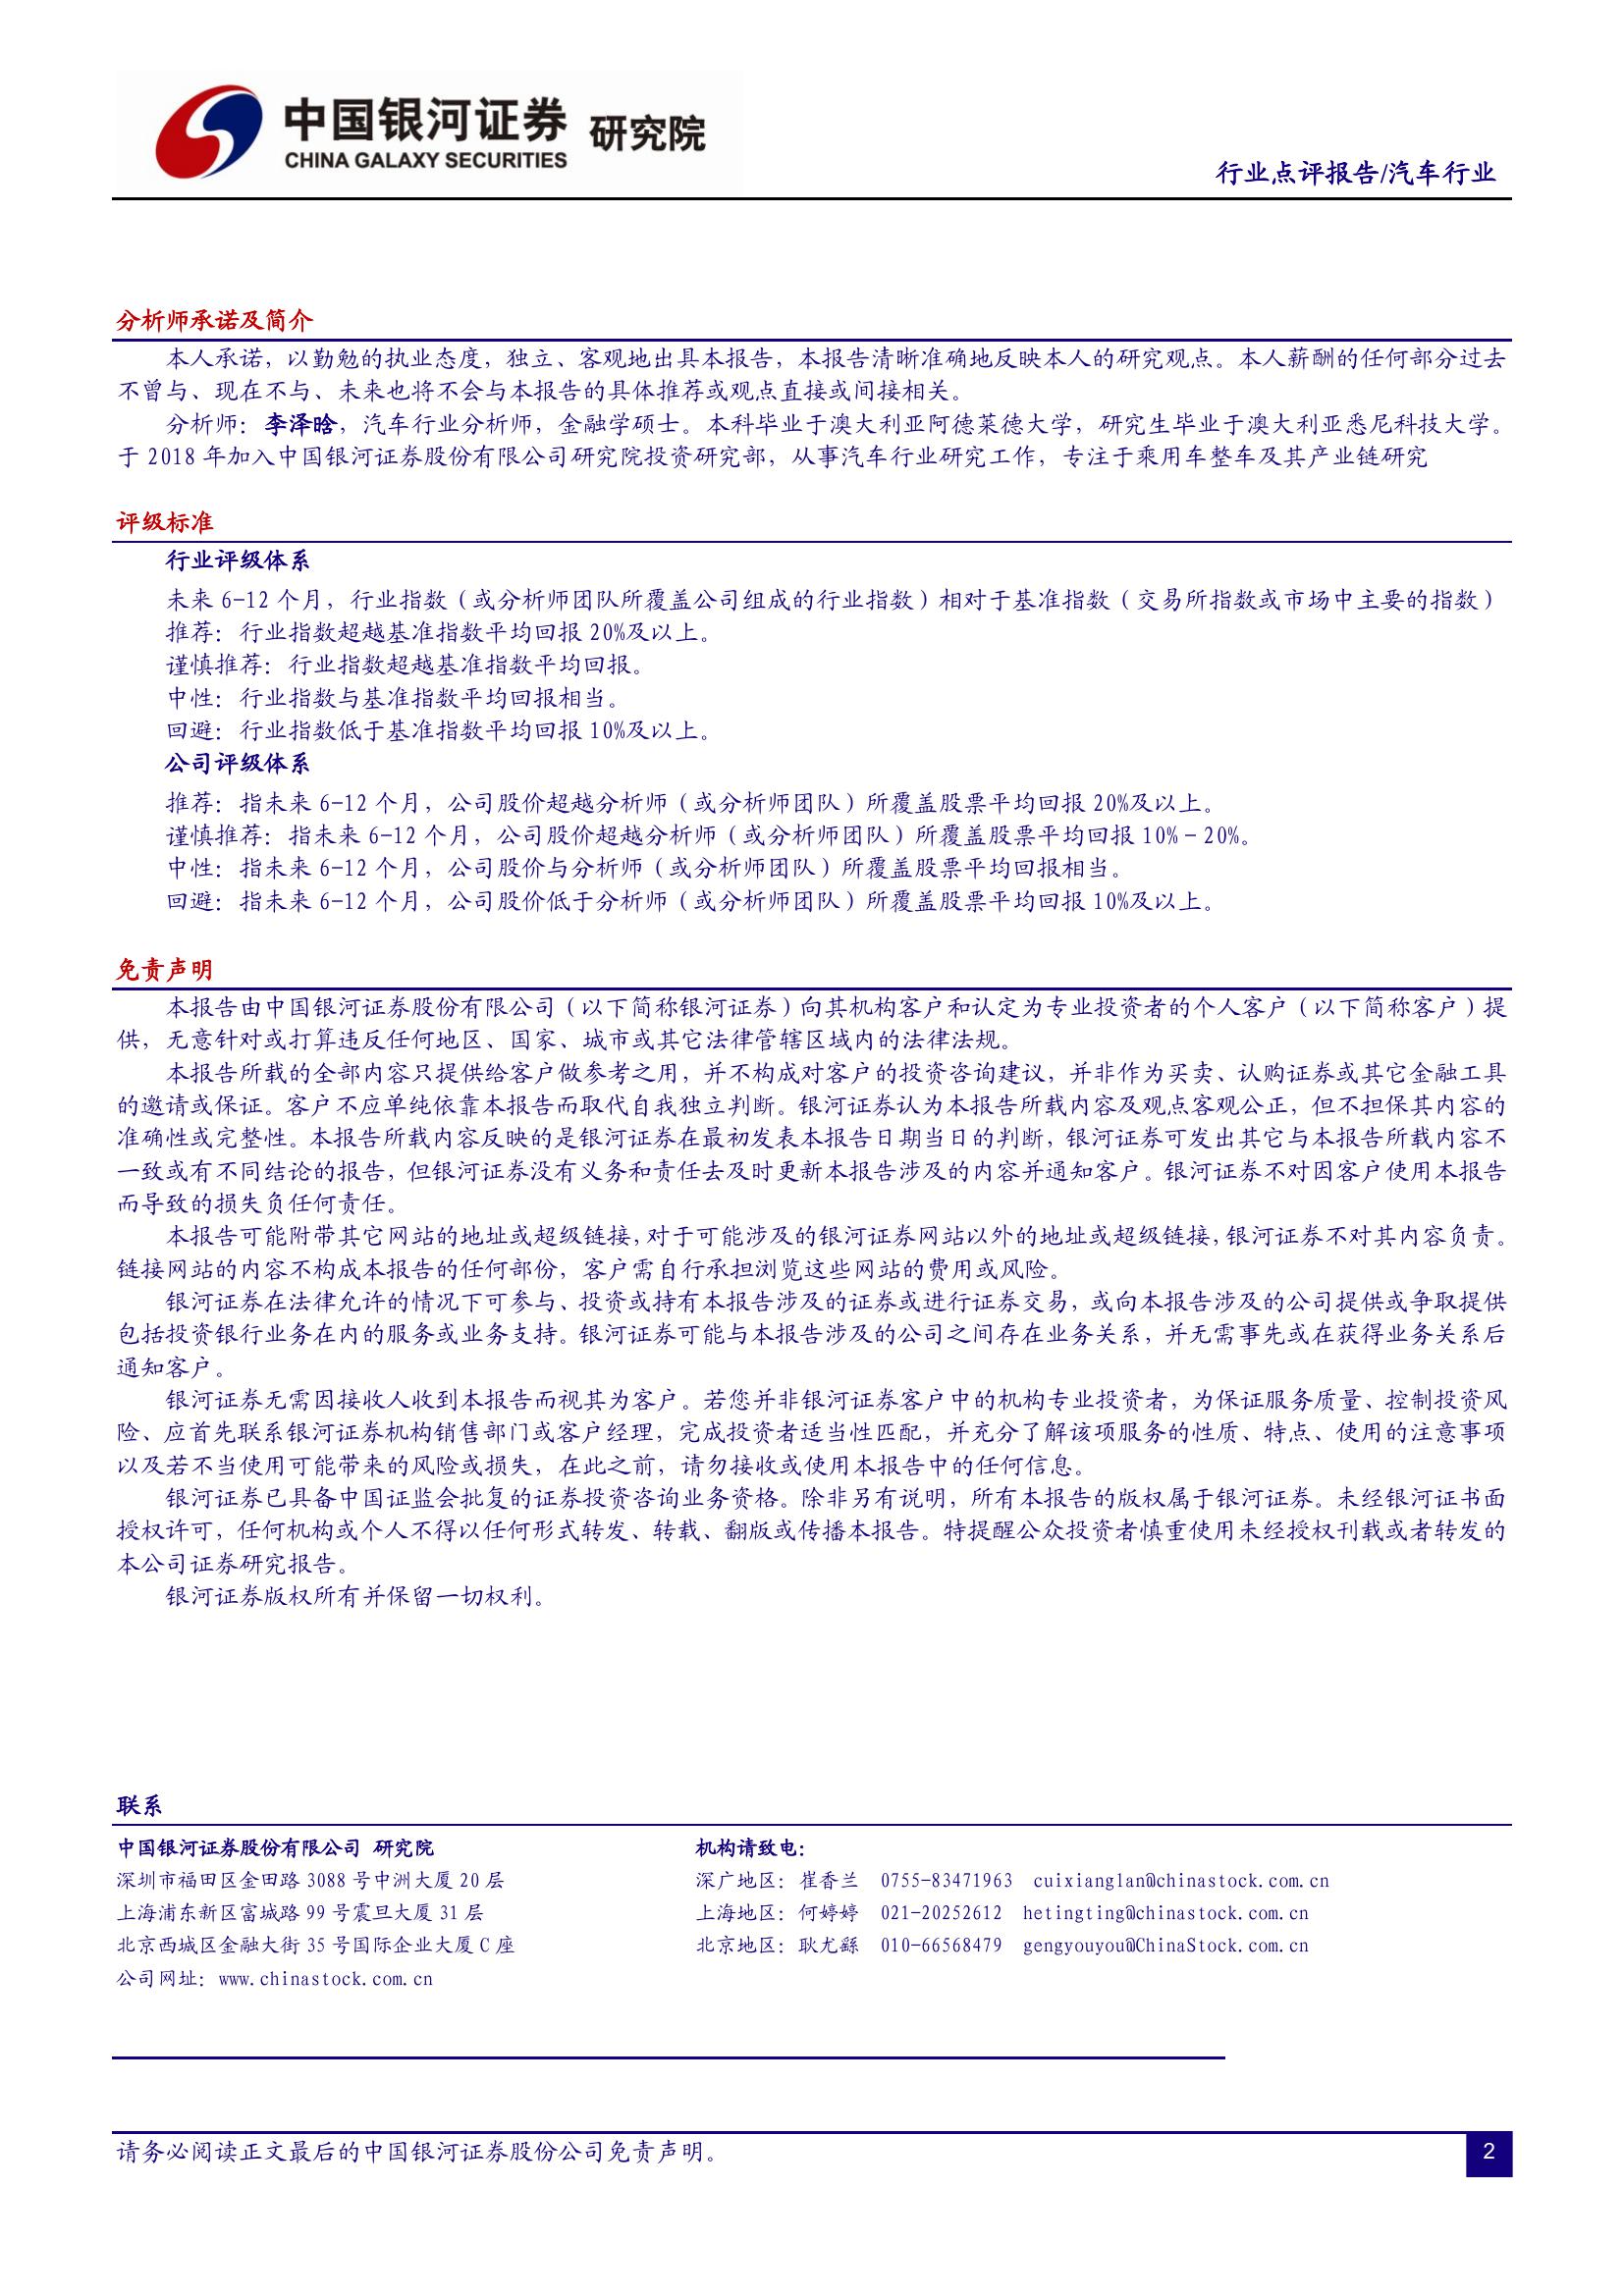 中国银河证券 研究院
CHINA GALAXY SECURITIES
行业点评报告/汽车行业
分析师承诺及简介
本人承诺，以勤勉的执业态度，独立、客观地出具本报告，本报告清晰准确地反映本人的研究观点。本人薪酬的任何部分过去
不曾与、现在不与、未来也将不会与本报告的具体推荐或观点直接或间接相关。
分析师：李泽晗，汽车行业分析师，金融学硕士。本科毕业于澳大利亚阿德莱德大学，研究生毕业于澳大利亚悉尼科技大学。
于 2018 年加入中国银河证券股份有限公司研究院投资研究部，从事汽车行业研究工作，专注于乘用车整车及其产业链研究
评级标准
行业评级体系
未来 6-12 个月，行业指数（或分析师团队所覆盖公司组成的行业指数）相对于基准指数（交易所指数或市场中主要的指数）
推荐：行业指数超越基准指数平均回报 20%及以上。
谨慎推荐：行业指数超越基准指数平均回报。
中性：行业指数与基准指数平均回报相当。
回避：行业指数低于基准指数平均回报 10%及以上。
公司评级体系
推荐：指未来 6-12 个月，公司股价超越分析师（或分析师团队）所覆盖股票平均回报 20%及以上。
谨慎推荐：指未来 6-12 个月，公司股价超越分析师（或分析师团队）所覆盖股票平均回报 10%－20%。
中性：指未来 6-12 个月，公司股价与分析师（或分析师团队）所覆盖股票平均回报相当。
回避：指未来 6-12 个月，公司股价低于分析师（或分析师团队）所覆盖股票平均回报 10%及以上。
免责声明
本报告由中国银河证券股份有限公司（以下简称银河证券）向其机构客户和认定为专业投资者的个人客户（以下简称客户）提
供，无意针对或打算违反任何地区、国家、城市或其它法律管辖区域内的法律法规。
本报告所载的全部内容只提供给客户做参考之用，并不构成对客户的投资咨询建议，并非作为买卖、认购证券或其它金融工具
的邀请或保证。客户不应单纯依靠本报告而取代自我独立判断。银河证券认为本报告所载内容及观点客观公正，但不担保其内容的
准确性或完整性。本报告所载内容反映的是银河证券在最初发表本报告日期当日的判断，银河证券可发出其它与本报告所载内容不
一致或有不同结论的报告，但银河证券没有义务和责任去及时更新本报告涉及的内容并通知客户。银河证券不对因客户使用本报告
而导致的损失负任何责任。
本报告可能附带其它网站的地址或超级链接，对于可能涉及的银河证券网站以外的地址或超级链接，银河证券不对其内容负责。
链接网站的内容不构成本报告的任何部份，客户需自行承担浏览这些网站的费用或风险。
银河证券在法律允许的情况下可参与、投资或持有本报告涉及的证券或进行证券交易，或向本报告涉及的公司提供或争取提供
包括投资银行业务在内的服务或业务支持。银河证券可能与本报告涉及的公司之间存在业务关系，并无需事先或在获得业务关系后
通知客户。
银河证券无需因接收人收到本报告而视其为客户。若您并非银河证券客户中的机构专业投资者，为保证服务质量、控制投资风
险、应首先联系银河证券机构销售部门或客户经理，完成投资者适当性匹配，并充分了解该项服务的性质、特点、使用的注意事项
以及若不当使用可能带来的风险或损失，在此之前，请勿接收或使用本报告中的任何信息。
银河证券已具备中国证监会批复的证券投资咨询业务资格。除非另有说明，所有本报告的版权属于银河证券。未经银河证书面
授权许可，任何机构或个人不得以任何形式转发、转载、翻版或传播本报告。特提醒公众投资者慎重使用未经授权刊载或者转发的
本公司证券研究报告。
银河证券版权所有并保留一切权利。
联系
中国银河证券股份有限公司 研究院 机构请致电：
深圳市福田区金田路 3088 号中洲大厦 20 层 深广地区：崔香兰 0755-83471963 cuixianglan@chinastock.com.cn
上海浦东新区富城路 99 号震旦大厦 31 层 上海地区：何婷婷 021-20252612 hetingting@chinastock.com.cn
北京西城区金融大街 35 号国际企业大厦 C 座 北京地区：耿尤繇 010-66568479 gengyouyou@ChinaStock.com.cn
公司网址：www.chinastock.com.cn
请务必阅读正文最后的中国银河证券股份公司免责声明。 2